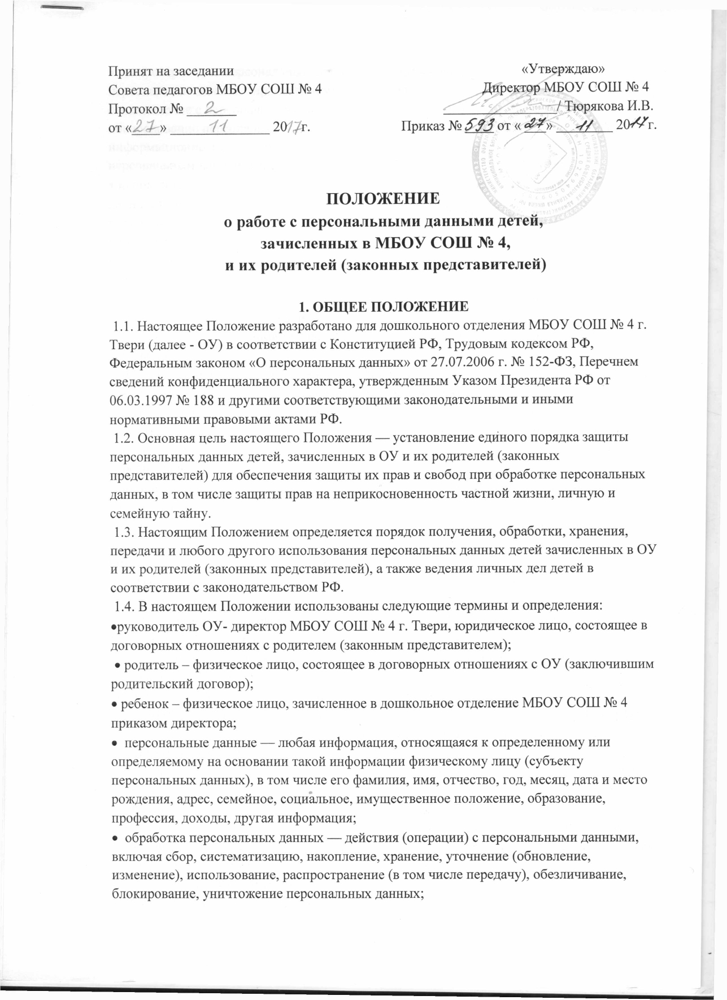 Принят на заседании
Совета педагогов МБОУ СОШ № 4
Протокол № 2
от «27» 11 2017г.
«Утверждаю»
Директор МБОУ СОШ № 4
/ Тюрякова И.В.
Приказ № 593 от « 27» 11 2017 г.
ПОЛОЖЕНИЕ
о работе с персональными данными детей,
зачисленных в МБОУ СОШ № 4,
и их родителей (законных представителей)
1. ОБЩЕЕ ПОЛОЖЕНИЕ
1.1. Настоящее Положение разработано для дошкольного отделения МБОУ СОШ № 4 г.
Твери (далее - ОУ) в соответствии с Конституцией РФ, Трудовым кодексом РФ,
Федеральным законом «О персональных данных» от 27.07.2006 г. № 152-ФЗ, Перечнем
сведений конфиденциального характера, утвержденным Указом Президента РФ от
06.03.1997 № 188 и другими соответствующими законодательными и иными
нормативными правовыми актами РФ.
1.2. Основная цель настоящего Положения — установление единого порядка защиты
персональных данных детей, зачисленных в ОУ и их родителей (законных
представителей) для обеспечения защиты их прав и свобод при обработке персональных
данных, в том числе защиты прав на неприкосновенность частной жизни, личную и
семейную тайну.
1.3. Настоящим Положением определяется порядок получения, обработки, хранения,
передачи и любого другого использования персональных данных детей зачисленных в ОУ
и их родителей (законных представителей), а также ведения личных дел детей в
соответствии с законодательством РФ.
1.4. В настоящем Положении использованы следующие термины и определения:
•руководитель ОУ- директор МБОУ СОШ № 4 г. Твери, юридическое лицо, состоящее в
договорных отношениях с родителем (законным представителем);
• родитель – физическое лицо, состоящее в договорных отношениях с ОУ (заключившим
родительский договор);
• ребенок – физическое лицо, зачисленное в дошкольное отделение МБОУ СОШ № 4
приказом директора;
• персональные данные — любая информация, относящаяся к определенному или
определяемому на основании такой информации физическому лицу (субъекту
персональных данных), в том числе его фамилия, имя, отчество, год, месяц, дата и место
рождения, адрес, семейное, социальное, имущественное положение, образование,
профессия, доходы, другая информация;
• обработка персональных данных — действия (операции) с персональными данными,
включая сбор, систематизацию, накопление, хранение, уточнение (обновление,
изменение), использование, распространение (в том числе передачу), обезличивание,
блокирование, уничтожение персональных данных;